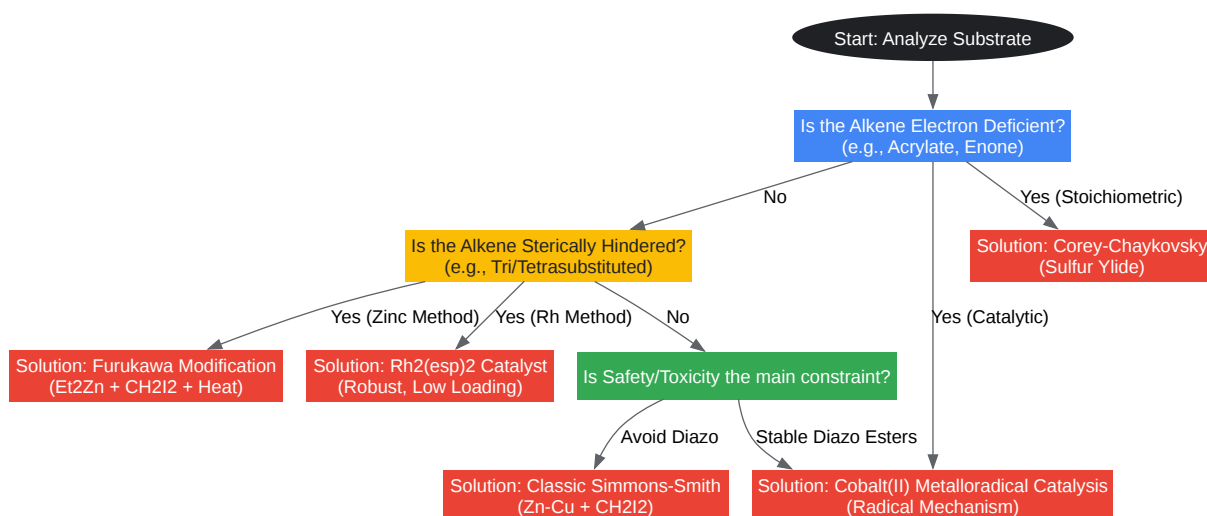 Start: Analyze Substrate
Is the Alkene Electron Deficient?
(e.g., Acrylate, Enone)
No
Yes (Stoichiometric)
Is the Alkene Sterically Hindered?
(e.g., Tri/Tetrasubstituted)
Solution: Corey-Chaykovsky
(Sulfur Ylide)
Yes (Zinc Method)
Yes (Rh Method)
No
Yes (Catalytic)
Solution: Furukawa Modification
(Et2Zn + CH2I2 + Heat)
Solution: Rh2(esp)2 Catalyst
(Robust, Low Loading)
Is Safety/Toxicity the main constraint?
Avoid Diazo
Stable Diazo Esters
Solution: Classic Simmons-Smith
(Zn-Cu + CH2I2)
Solution: Cobalt(II) Metalloradical Catalysis
(Radical Mechanism)